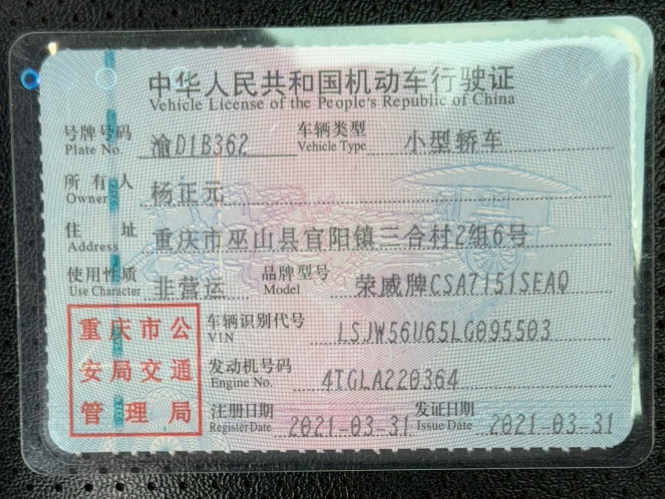 中华人民共和国机动车行驶证
Vehicle License of the People's Republic of China
号牌号码 Plate No. 渝D1B362 车辆类型 Vehicle Type 小型轿车
所有人 Owner 杨正元
住址 Address 重庆市巫山县官阳镇三合村2组6号
使用性质 Use Character 非营运 品牌型号 Model 荣威牌CSA7151SEAQ
车辆识别代号 VIN LSJW56U65LG095503
发动机号码 Engine No. 4TGLA220364
注册日期 Register Date 2021-03-31 发证日期 Issue Date 2021-03-31
重庆市公
安局交通
管理局